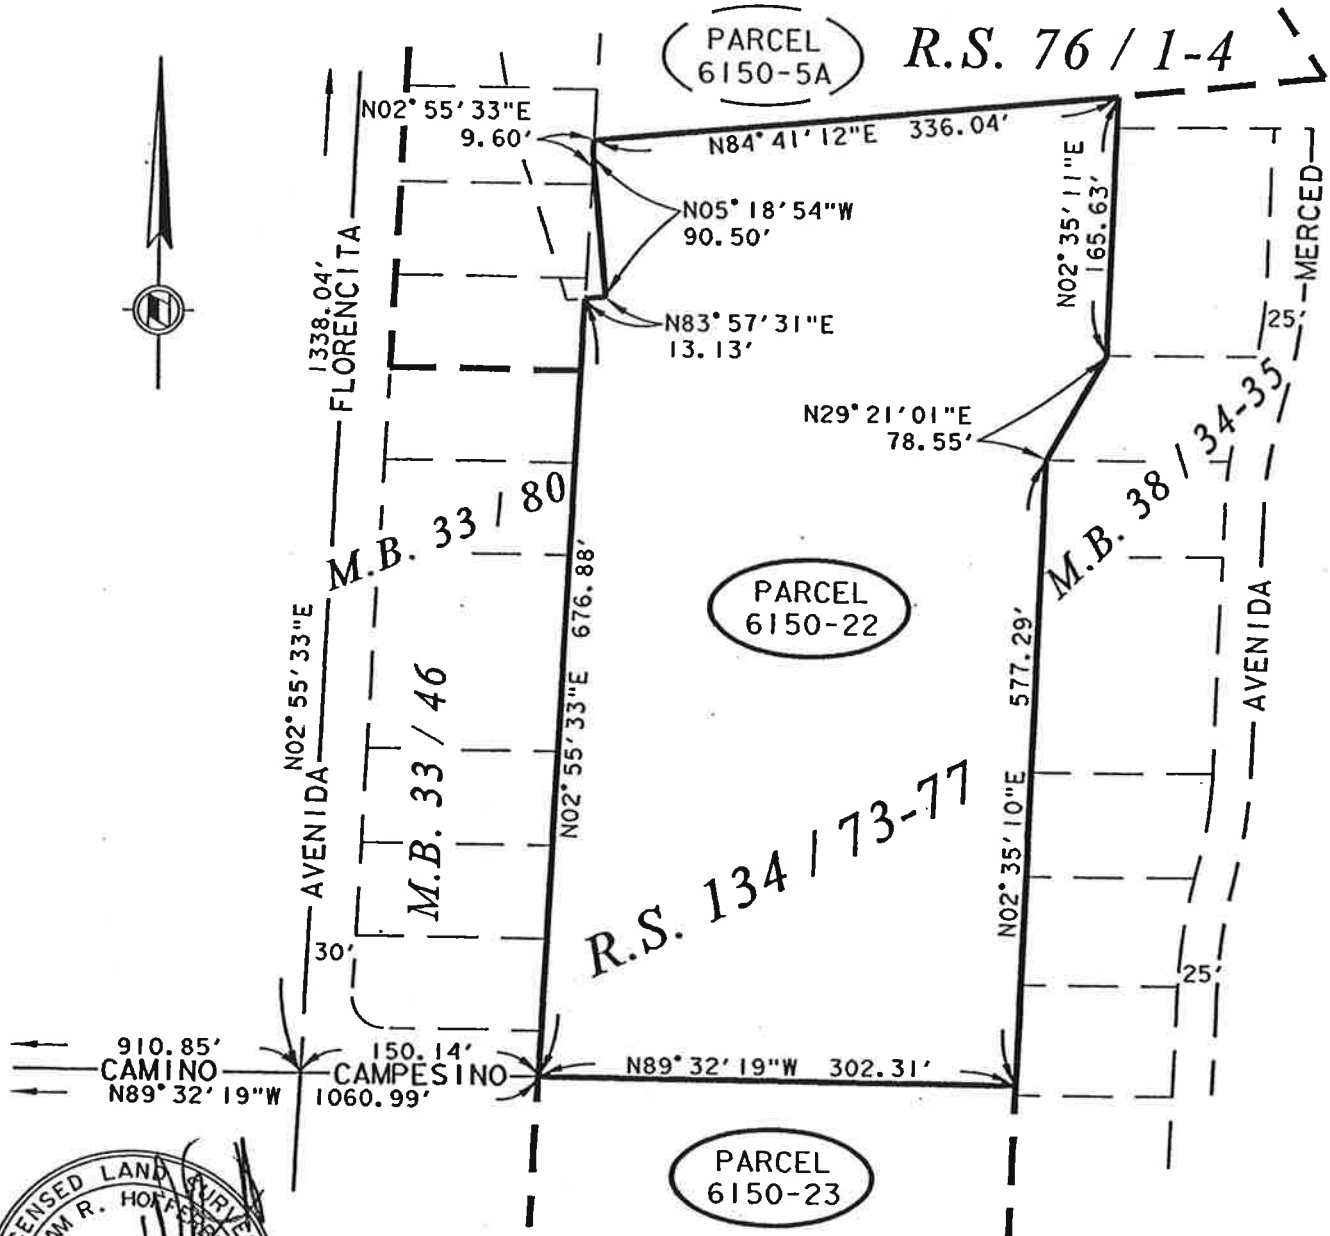 PARCEL
6150-5A
R.S. 76 / 1-4
N02°55'33"E
9.60'
N84°41'12"E 336.04'
N05°18'54"W
90.50'
N02°35'11"E
165.63'
MERCED
25'
1338.04'
FLORENCITA
N83°57'31"E
13.13'
N29°21'01"E
78.55'
M.B. 33 / 80
M.B. 38 / 34-35
PARCEL
6150-22
N02°55'33"E
AVENIDA
M.B. 33 / 46
N02°55'33"E 676.88'
577.29'
N02°35'10"E
AVENIDA
R.S. 134 / 73-77
30'
25'
910.85'
CAMINO
N89°32'19"W
150.14'
CAMPESINO
1060.99'
N89°32'19"W 302.31'
PARCEL
6150-23
LAND
R.